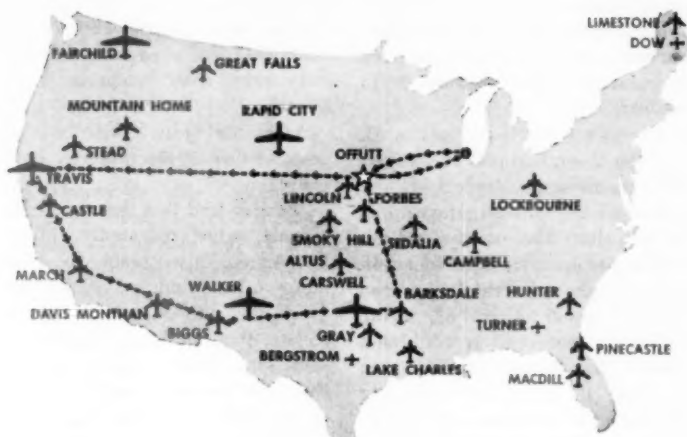 LIMESTONE
DOW
FAIRCHILD
GREAT FALLS
MOUNTAIN HOME
RAPID CITY
STEAD
OFFUTT
TRAVIS
LINCOLN
FORBES
LOCKBOURNE
CASTLE
SMOKY HILL
SEDALIA
CAMPBELL
ALTUS
MARCH
CARSWELL
WALKER
BARKSDALE
HUNTER
DAVIS MONTHAN
BIGGS
TURNER
GRAY
PINECASTLE
BERGSTROM
LAKE CHARLES
MACDILL